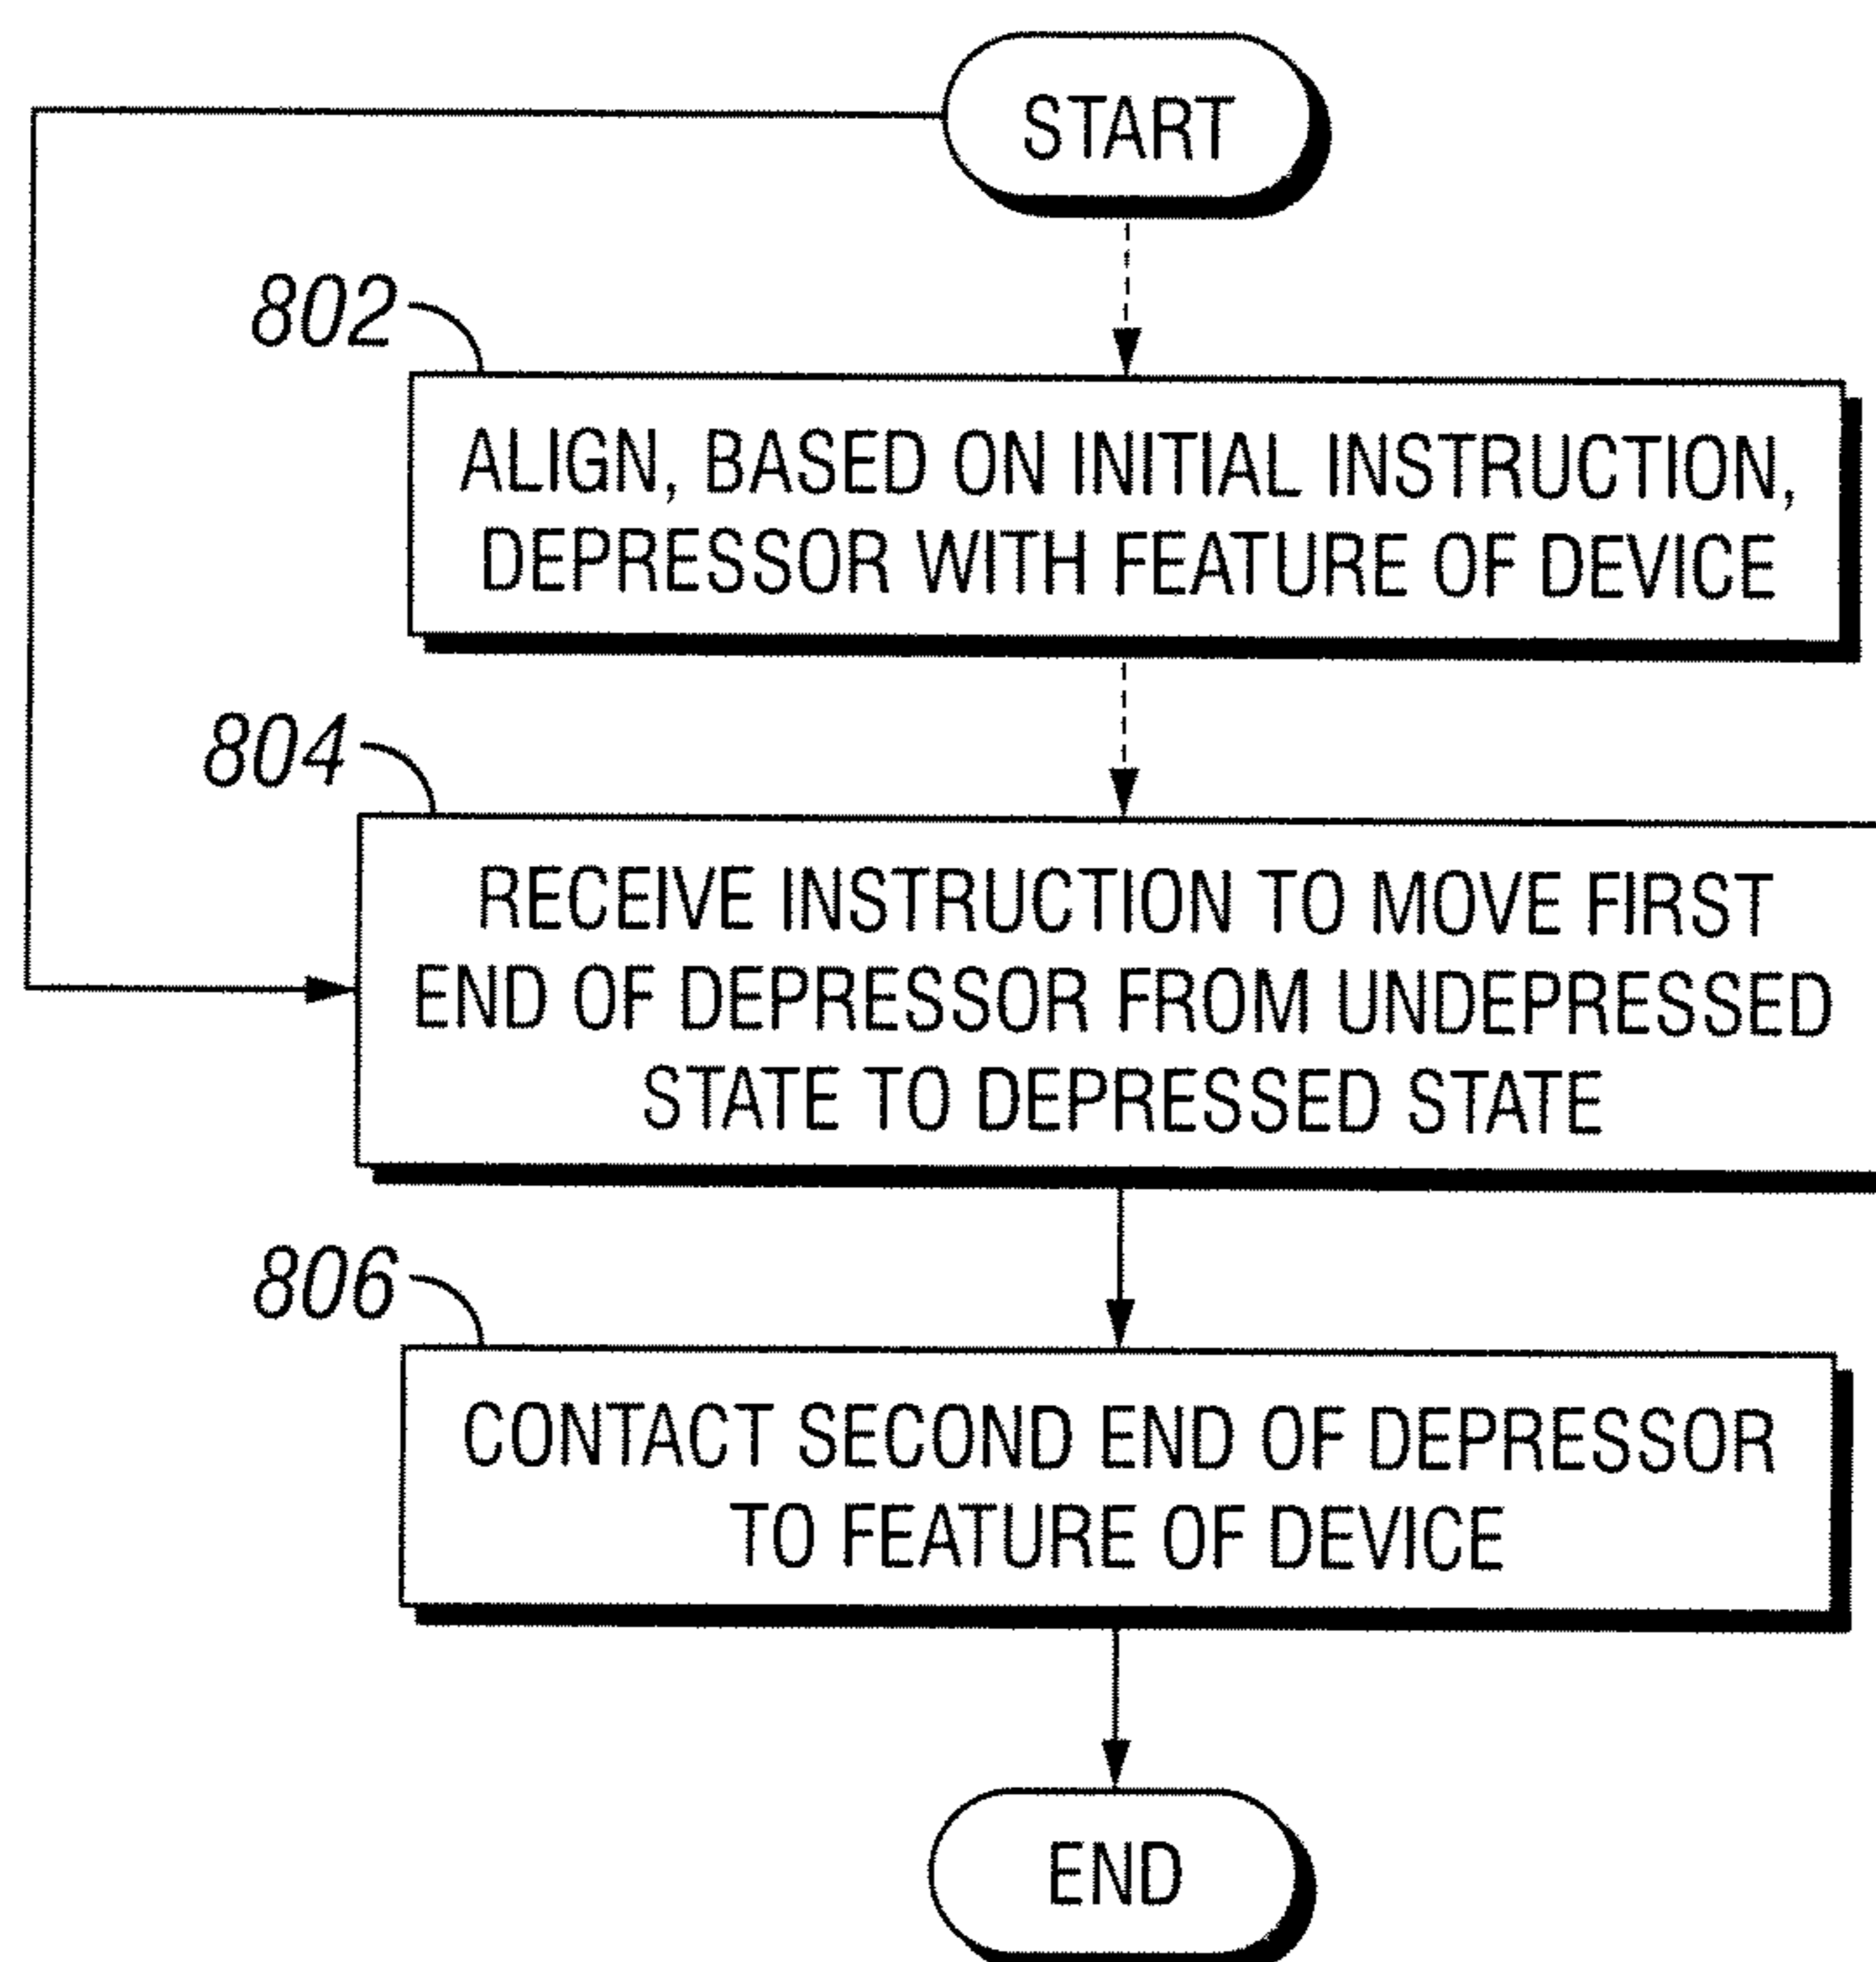 START
802
ALIGN, BASED ON INITIAL INSTRUCTION,
DEPRESSOR WITH FEATURE OF DEVICE
804
RECEIVE INSTRUCTION TO MOVE FIRST
END OF DEPRESSOR FROM UNDEPRESSED
STATE TO DEPRESSED STATE
806
CONTACT SECOND END OF DEPRESSOR
TO FEATURE OF DEVICE
END